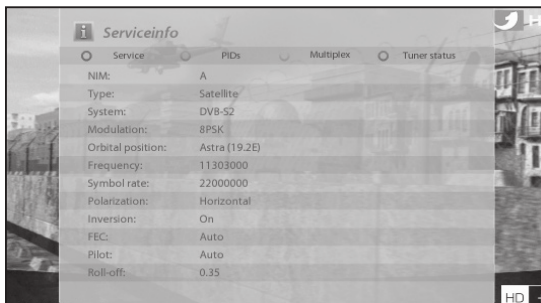 i Serviceinfo
Service PIDs Multiplex Tuner status
NIM: A
Type: Satellite
System: DVB-S2
Modulation: 8PSK
Orbital position: Astra (19.2E)
Frequency: 11303000
Symbol rate: 22000000
Polarization: Horizontal
Inversion: On
FEC: Auto
Pilot: Auto
Roll-off: 0.35
HD